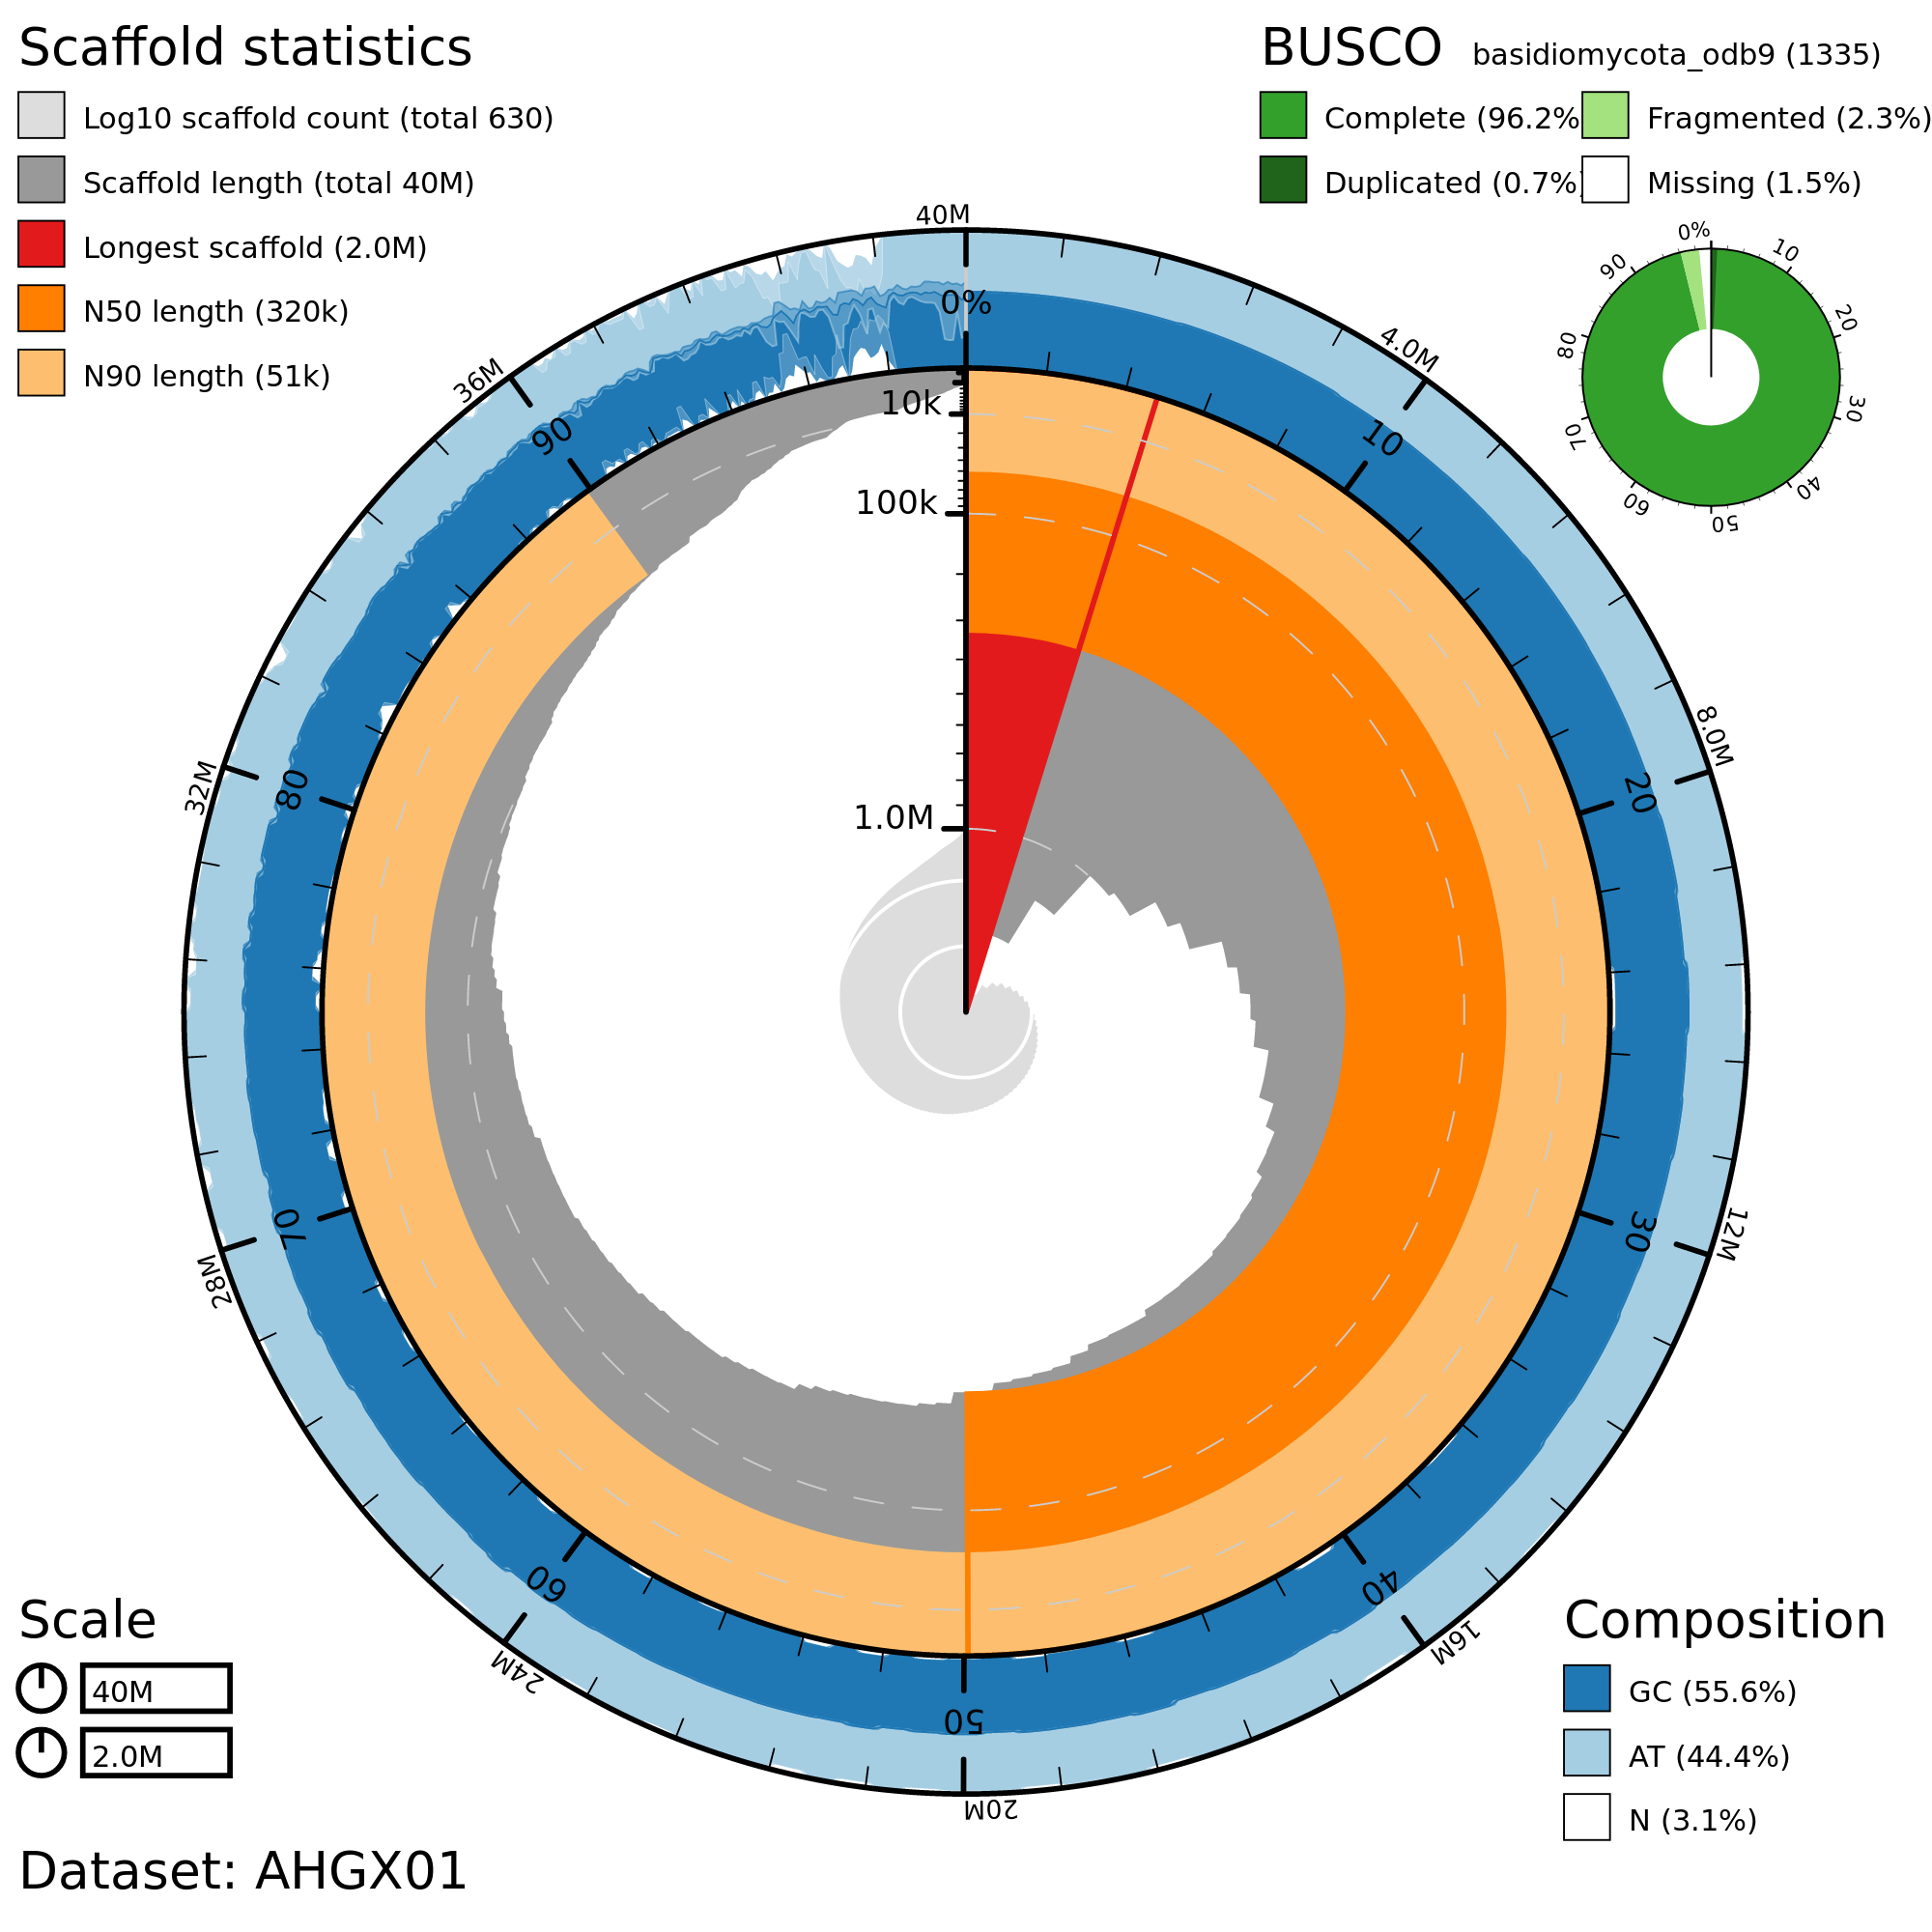 Scaffold statistics
Log10 scaffold count (total 630)
Scaffold length (total 40M)
Longest scaffold (2.0M)
N50 length (320k)
N90 length (51k)
BUSCO basidiomycota_odb9 (1335)
Complete (96.2% Fragmented (2.3%)
Duplicated (0.7%) Missing (1.5%)
0%
10
20
30
40
50
60
70
80
90
40M
4.0M
8.0M
12M
16M
20M
24M
28M
32M
36M
0%
10
20
30
40
50
60
70
80
90
10k
100k
1.0M
Scale
40M
2.0M
Composition
GC (55.6%)
AT (44.4%)
N (3.1%)
Dataset: AHGX01